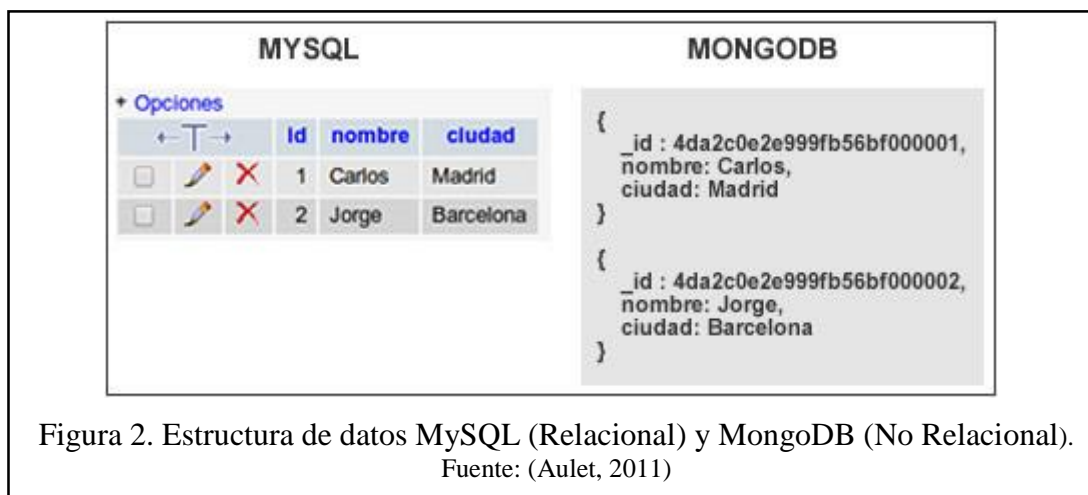 MYSQL
Opciones
Id nombre ciudad
1 Carlos Madrid
2 Jorge Barcelona
MONGODB
{
_id : 4da2c0e2e999fb56bf000001,
nombre: Carlos,
ciudad: Madrid
}
{
_id : 4da2c0e2e999fb56bf000002,
nombre: Jorge,
ciudad: Barcelona
}
Figura 2. Estructura de datos MySQL (Relacional) y MongoDB (No Relacional).
Fuente: (Aulet, 2011)